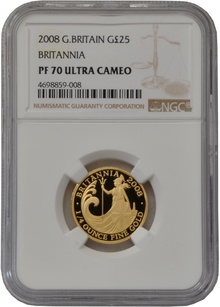 2008 G.BRITAIN G£25
BRITANNIA
PF 70 ULTRA CAMEO
4698859-008
NUMISMATIC GUARANTY CORPORATION
NGC
BRITANNIA 2008
1/4 OUNCE FINE GOLD